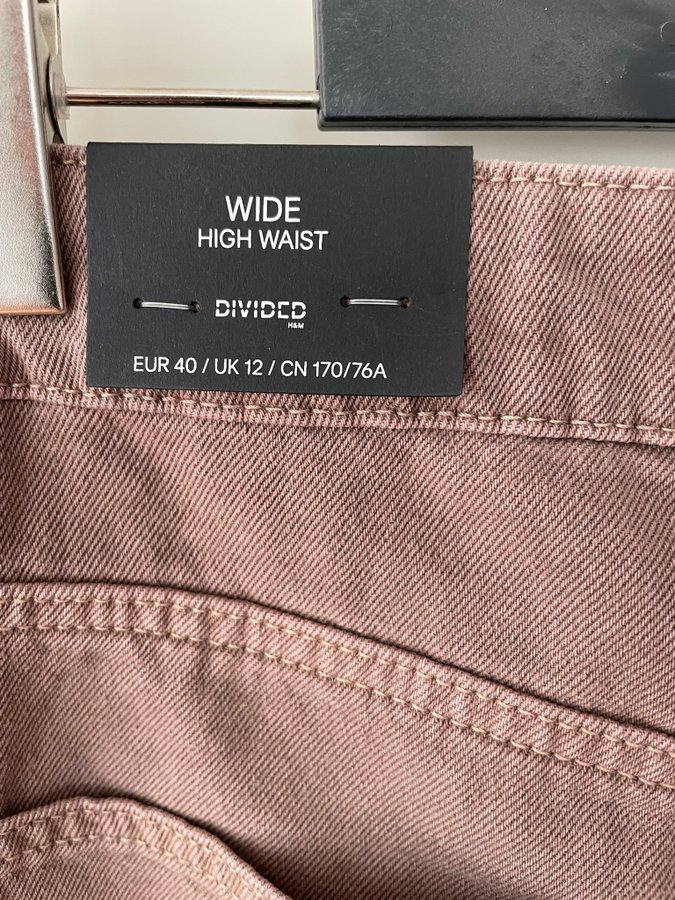 WIDE
HIGH WAIST
DIVIDED
H&M
EUR 40 / UK 12 / CN 170/76A